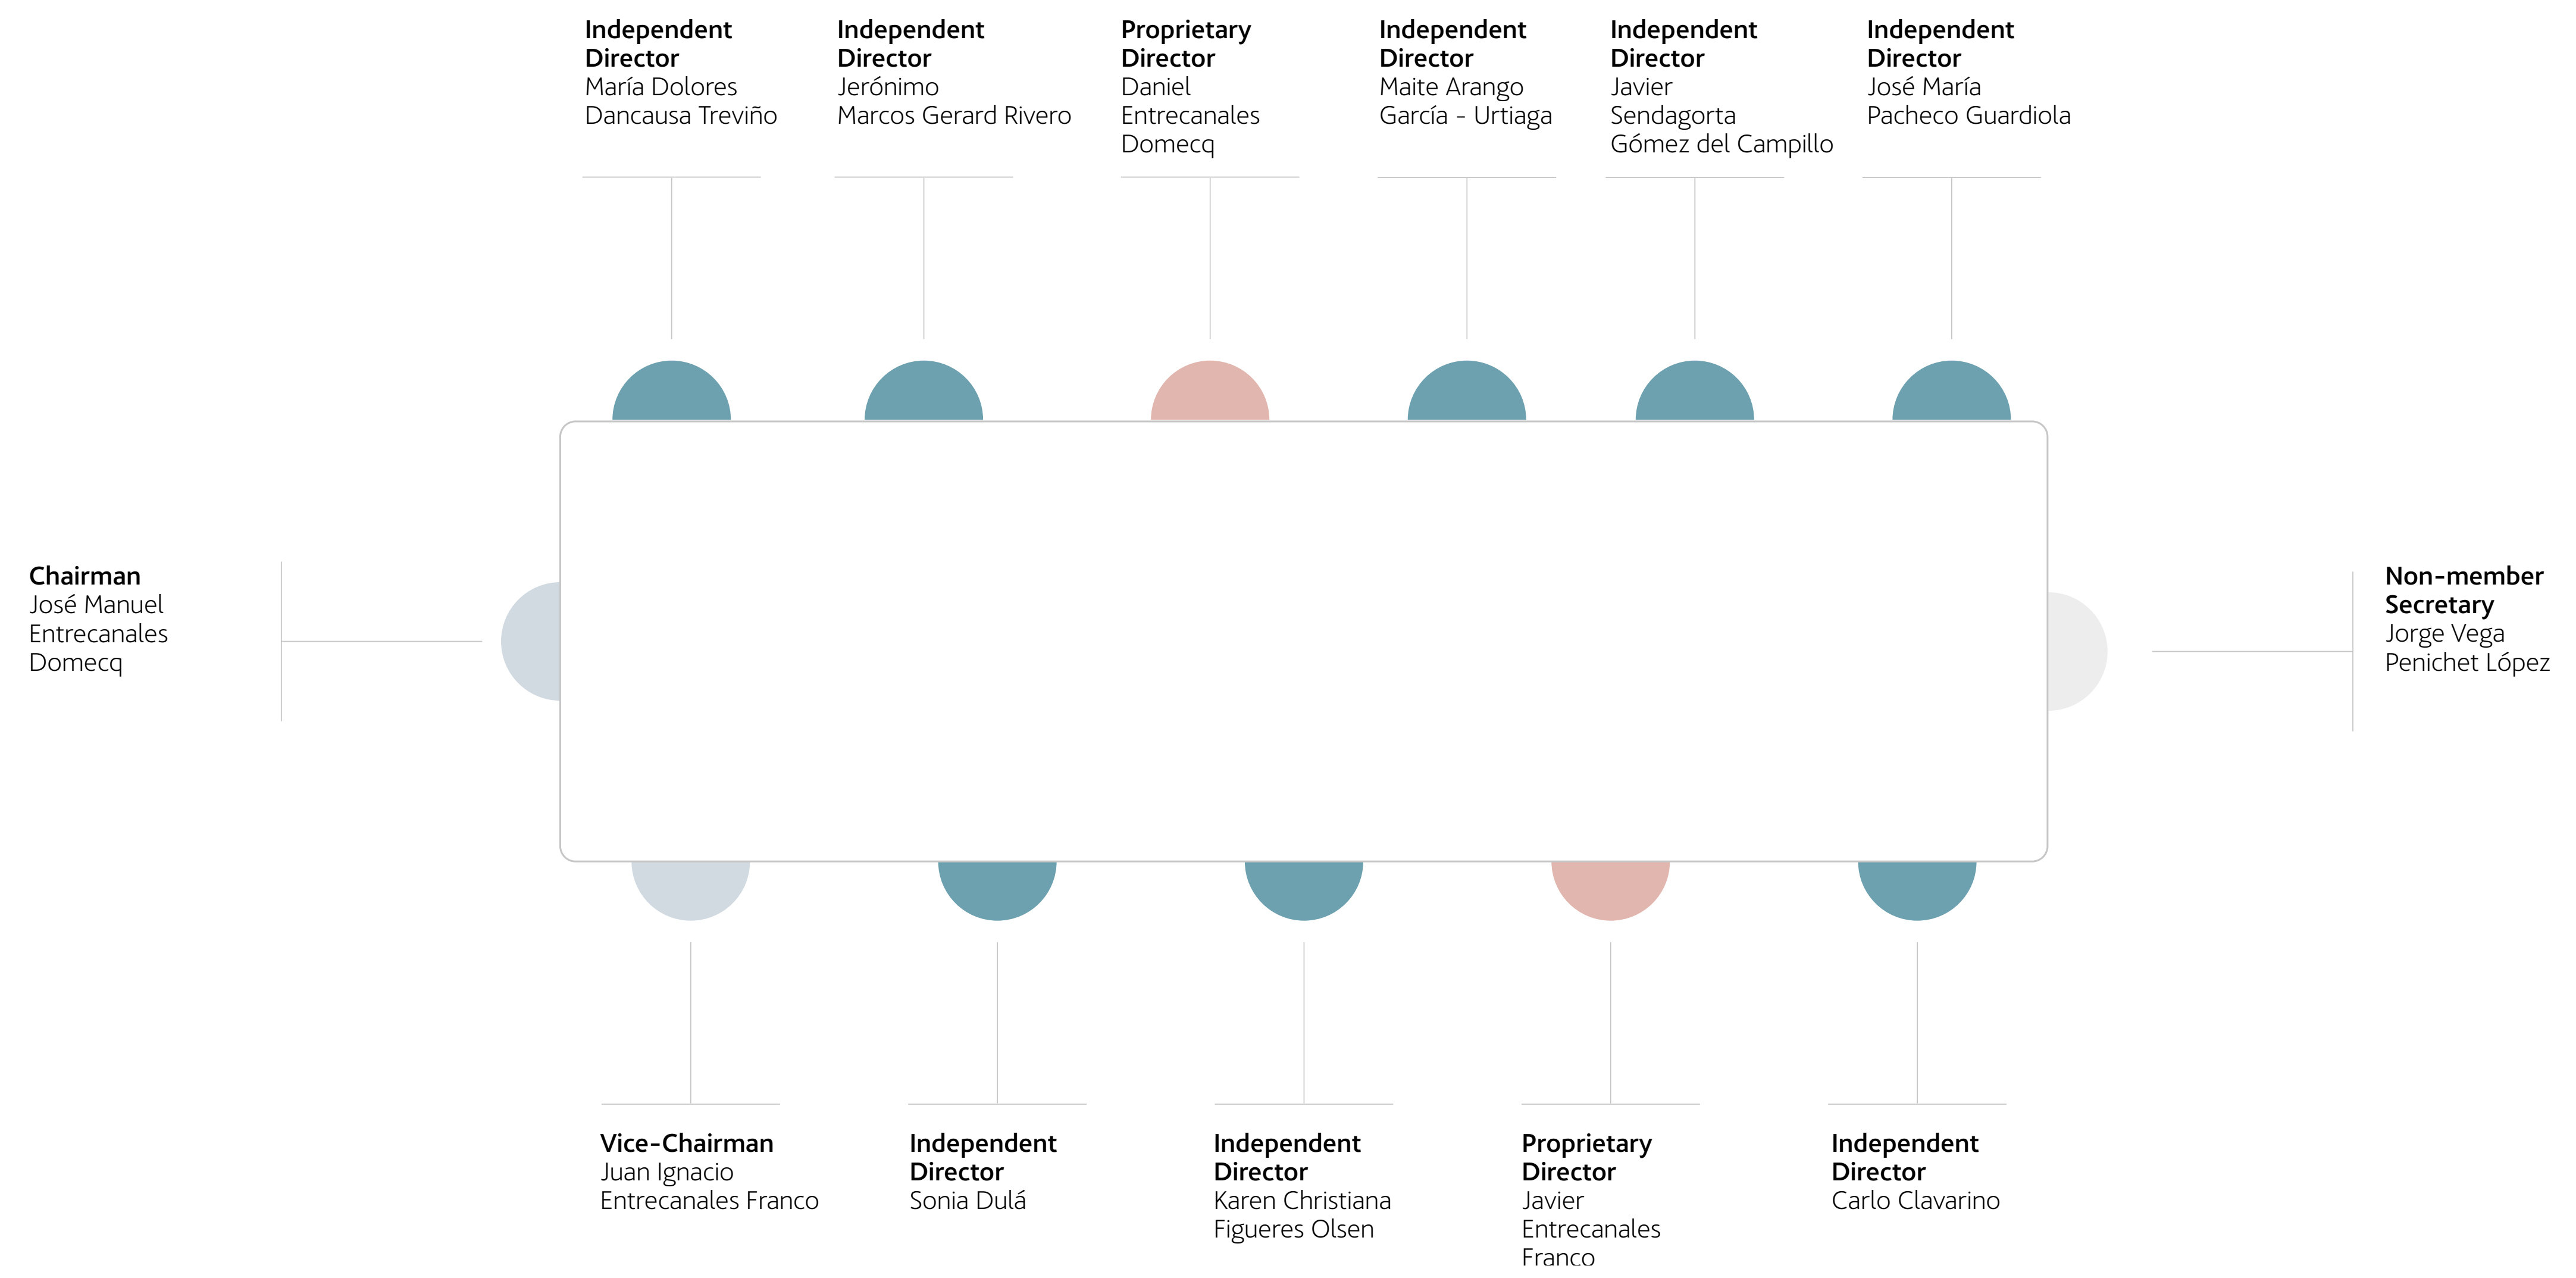 Independent
Director
María Dolores
Dancausa Treviño
Independent
Director
Jerónimo
Marcos Gerard Rivero
Proprietary
Director
Daniel
Entrecanales
Domecq
Independent
Director
Maite Arango
García - Urtiaga
Independent
Director
Javier
Sendagorta
Gómez del Campillo
Independent
Director
José María
Pacheco Guardiola
Chairman
José Manuel
Entrecanales
Domecq
Non-member
Secretary
Jorge Vega
Penichet López
Vice-Chairman
Juan Ignacio
Entrecanales Franco
Independent
Director
Sonia Dulá
Independent
Director
Karen Christiana
Figueres Olsen
Proprietary
Director
Javier
Entrecanales
Franco
Independent
Director
Carlo Clavarino